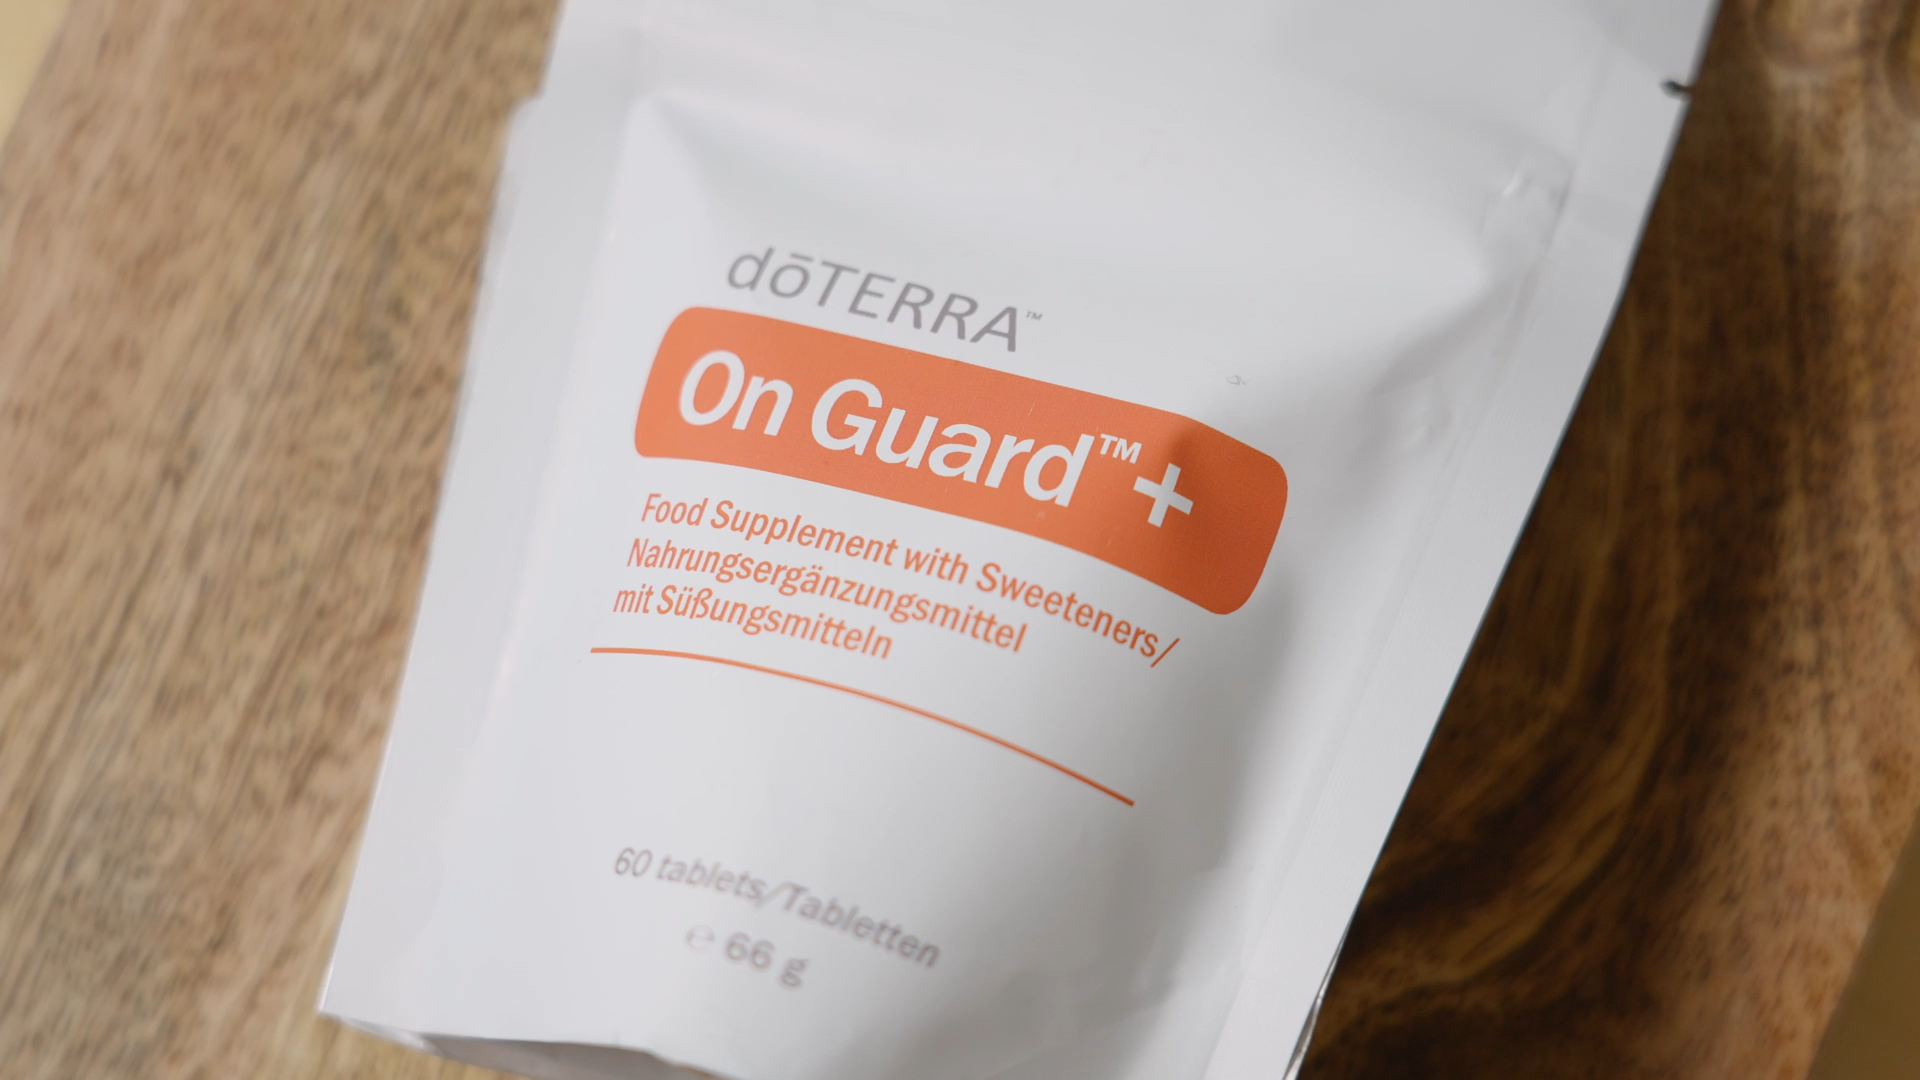 dōTERRA™
On Guard™+
Food Supplement with Sweeteners/
Nahrungsergänzungsmittel
mit Süßungsmitteln
60 tablets/Tabletten
℮ 66 g